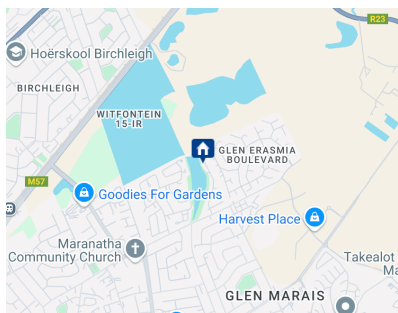 R23
Hoërskool Birchleigh
BIRCHLEIGH
WITFONTEIN
15-IR
GLEN ERASMIA
BOULEVARD
M57
Goodies For Gardens
Harvest Place
Maranatha
Community Church
Takealot
Ma
GLEN MARAIS